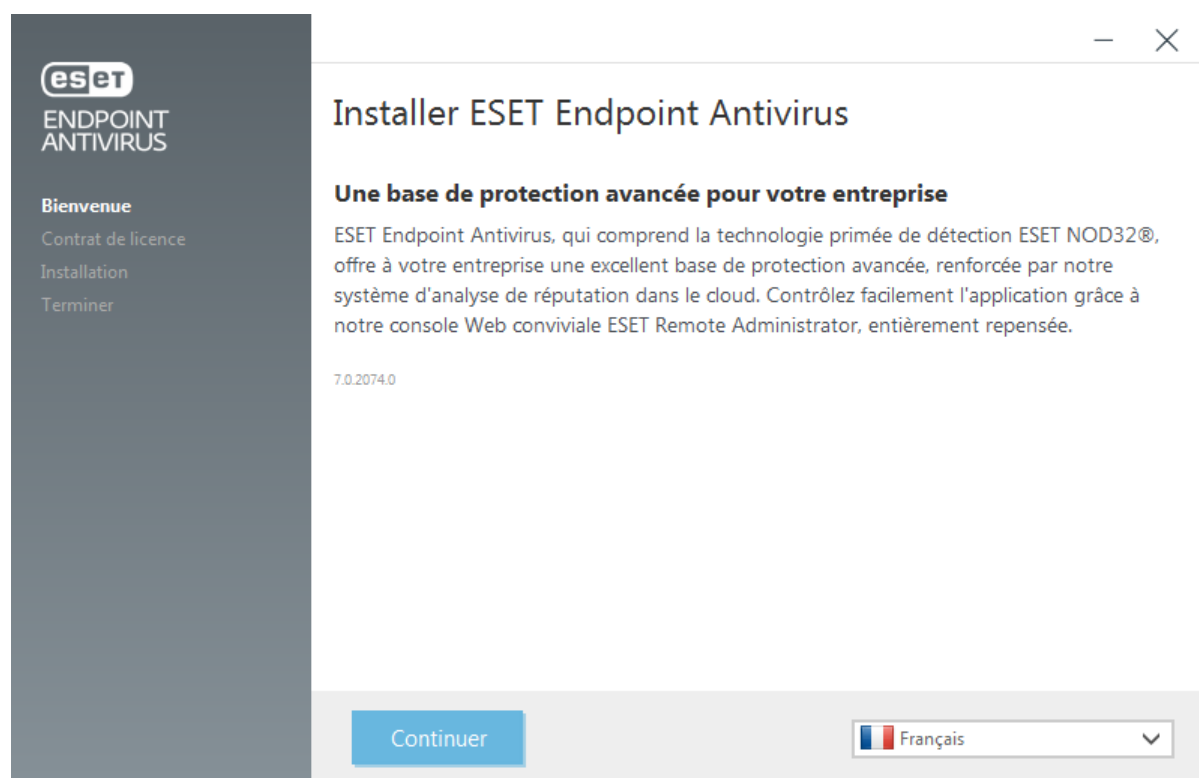 eset
ENDPOINT
ANTIVIRUS
Bienvenue
Contrat de licence
Installation
Terminer
Installer ESET Endpoint Antivirus
Une base de protection avancée pour votre entreprise
ESET Endpoint Antivirus, qui comprend la technologie primée de détection ESET NOD32®,
offre à votre entreprise une excellent base de protection avancée, renforcée par notre
système d'analyse de réputation dans le cloud. Contrôlez facilement l'application grâce à
notre console Web conviviale ESET Remote Administrator, entièrement repensée.
7.0.2074.0
Continuer
Français